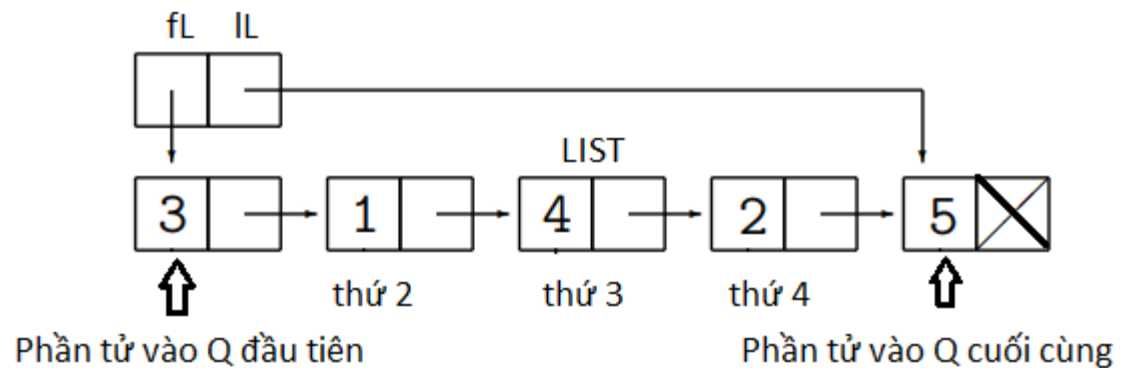 fL lL
LIST
3 1 4 2 5
thứ 2 thứ 3 thứ 4
Phần tử vào Q đầu tiên Phần tử vào Q cuối cùng